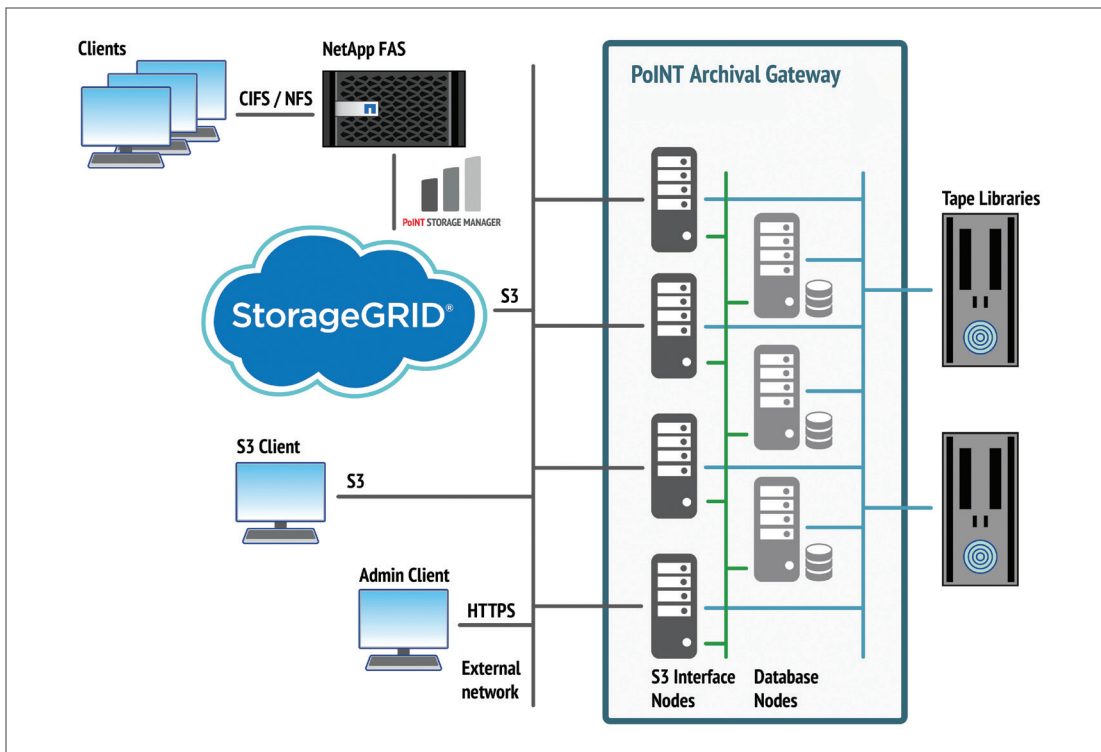 Clients
NetApp FAS
CIFS / NFS
PoINT STORAGE MANAGER
StorageGRID®
S3
S3 Client
S3
Admin Client
HTTPS
External
network
PoINT Archival Gateway
S3 Interface
Nodes
Database
Nodes
Tape Libraries